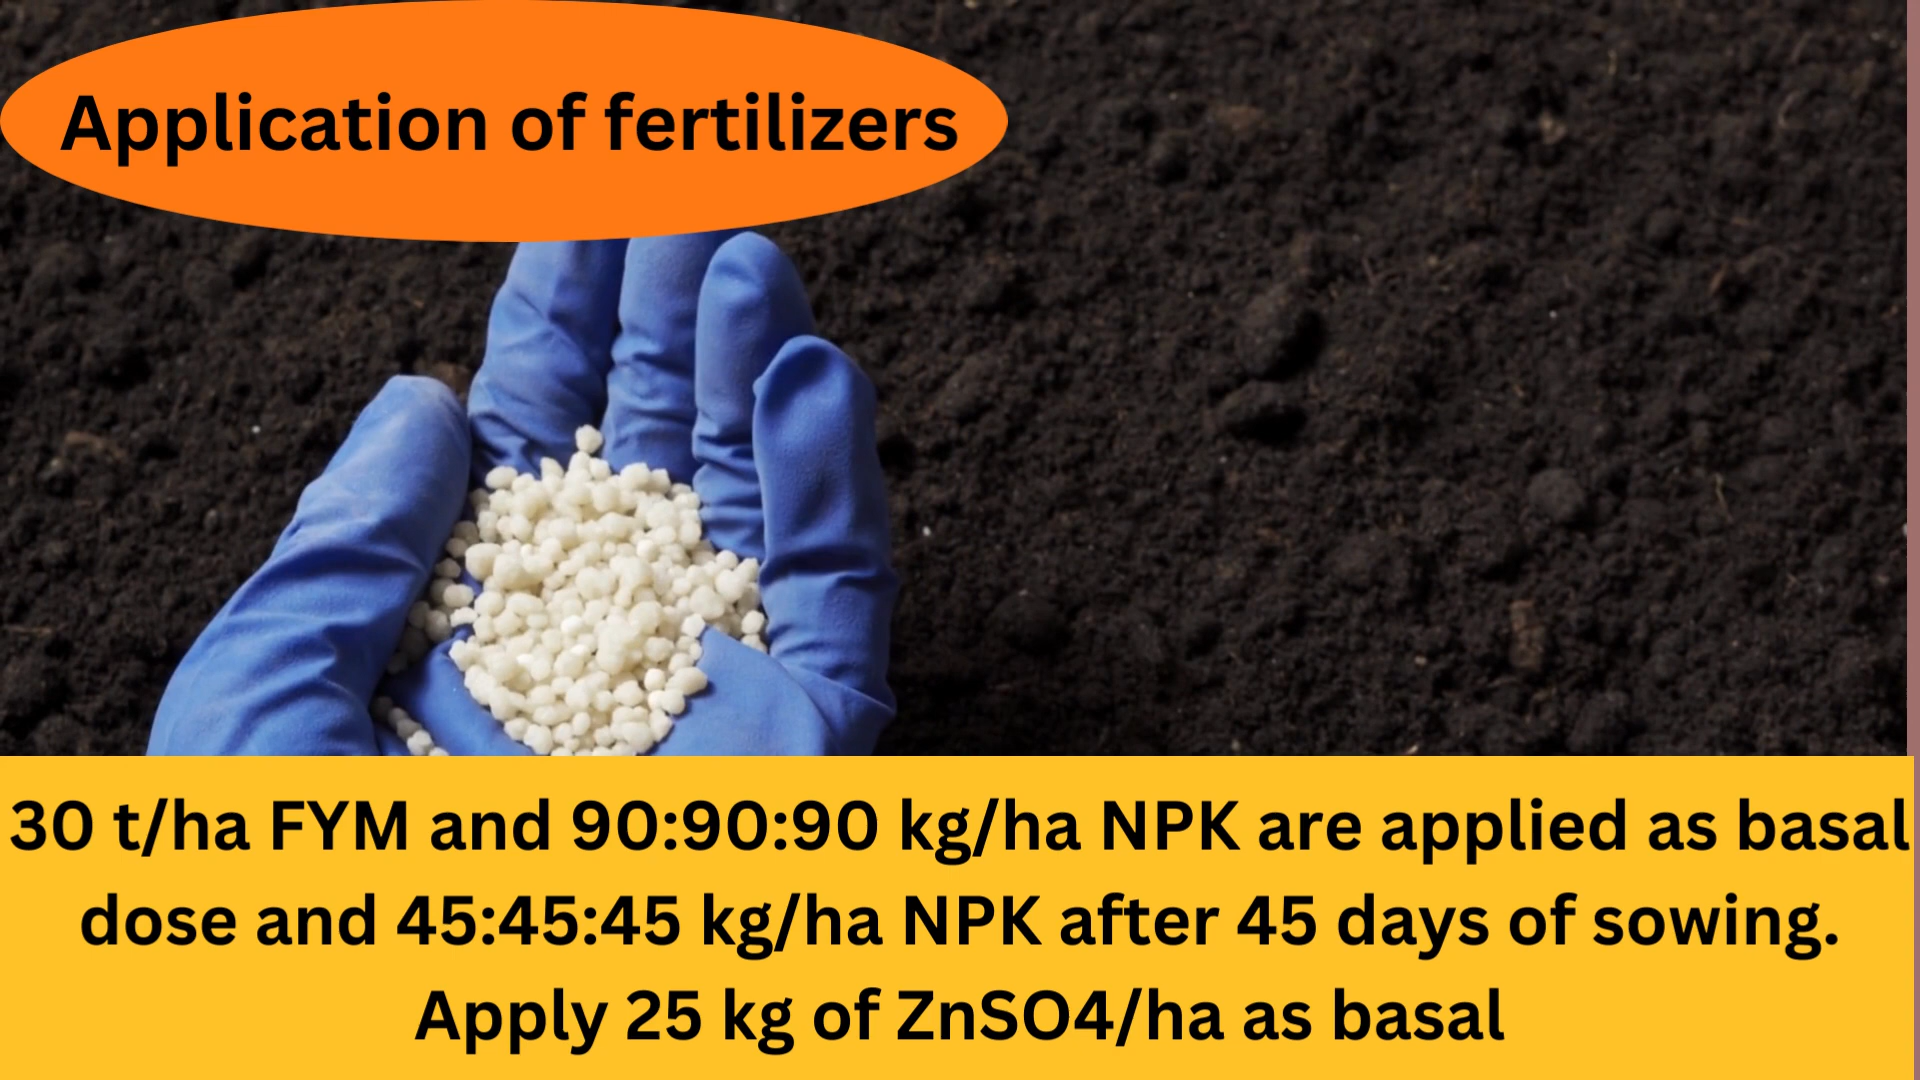 Application of fertilizers
30 t/ha FYM and 90:90:90 kg/ha NPK are applied as basal
dose and 45:45:45 kg/ha NPK after 45 days of sowing.
Apply 25 kg of ZnSO4/ha as basal